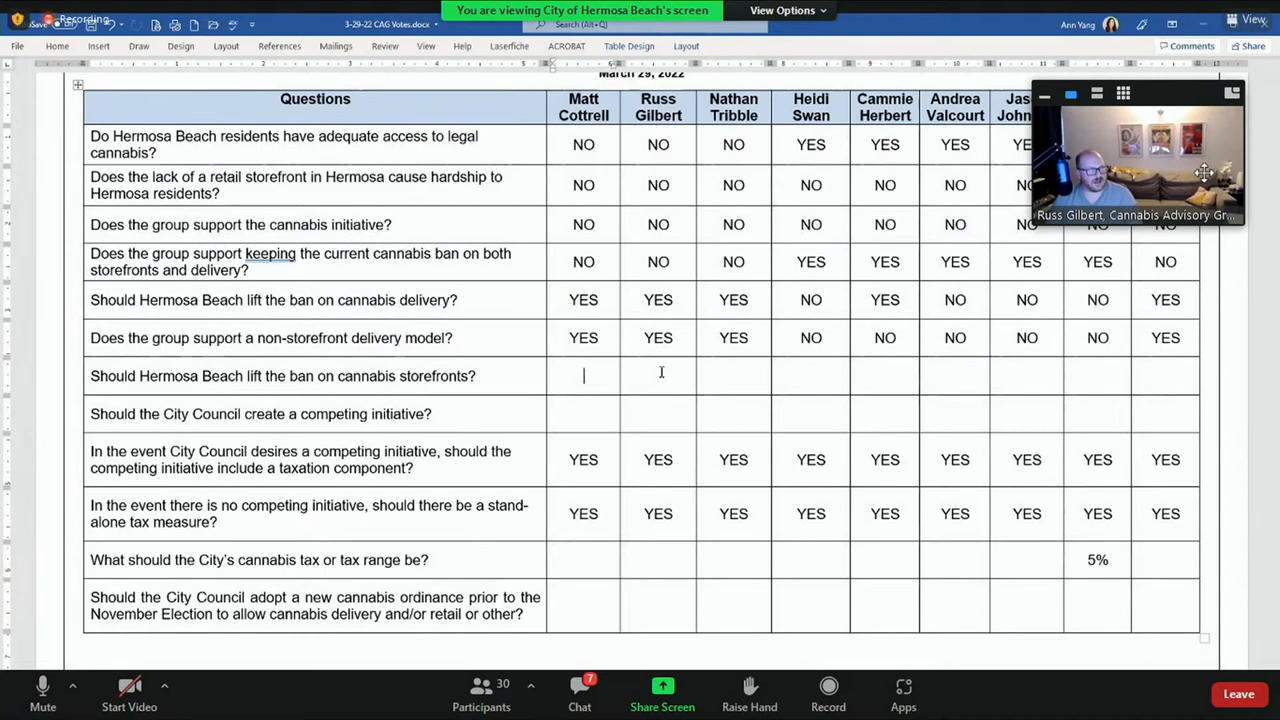 Recording
3-29-22 CAG Votes.docx
You are viewing City of Hermosa Beach's screen
View Options
Search (Alt+Q)
Ann Yang
View
File Home Insert Draw Design Layout References Mailings Review View Help Laserfiche ACROBAT Table Design Layout Comments Share
March 29, 2022
Questions Matt Cottrell Russ Gilbert Nathan Tribble Heidi Swan Cammie Herbert Andrea Valcourt
Do Hermosa Beach residents have adequate access to legal
cannabis? NO NO NO YES YES YES YE
Does the lack of a retail storefront in Hermosa cause hardship to
Hermosa residents? NO NO NO NO NO NO NO
Does the group support the cannabis initiative? NO NO NO NO NO NO NO NO NO
Does the group support keeping the current cannabis ban on both
storefronts and delivery? NO NO NO YES YES YES YES YES NO
Should Hermosa Beach lift the ban on cannabis delivery? YES YES YES NO YES NO NO NO YES
Does the group support a non-storefront delivery model? YES YES YES NO NO NO NO NO YES
Should Hermosa Beach lift the ban on cannabis storefronts?
Should the City Council create a competing initiative?
In the event City Council desires a competing initiative, should the
competing initiative include a taxation component? YES YES YES YES YES YES YES YES YES
In the event there is no competing initiative, should there be a stand-
alone tax measure? YES YES YES YES YES YES YES YES YES
What should the City's cannabis tax or tax range be? 5%
Should the City Council adopt a new cannabis ordinance prior to the
November Election to allow cannabis delivery and/or retail or other?
Russ Gilbert, Cannabis Advisory Gr...
Mute Start Video Participants 30 Chat 7 Share Screen Raise Hand Record Apps Leave